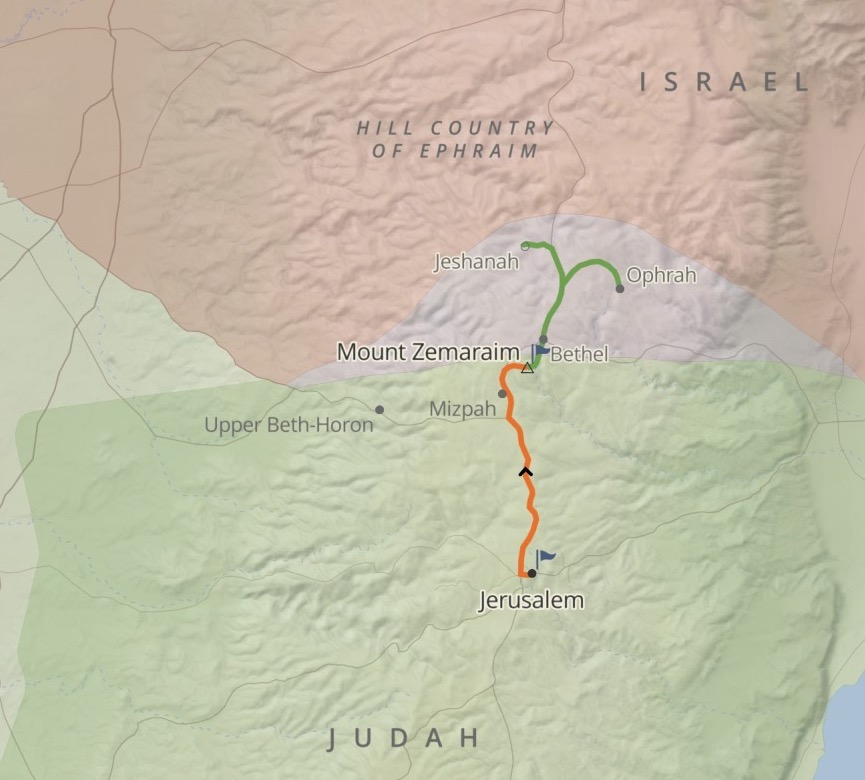 ISRAEL
HILL COUNTRY
OF EPHRAIM
Jeshanah
Ophrah
Mount Zemaraim
Bethel
Mizpah
Upper Beth-Horon
Jerusalem
JUDAH